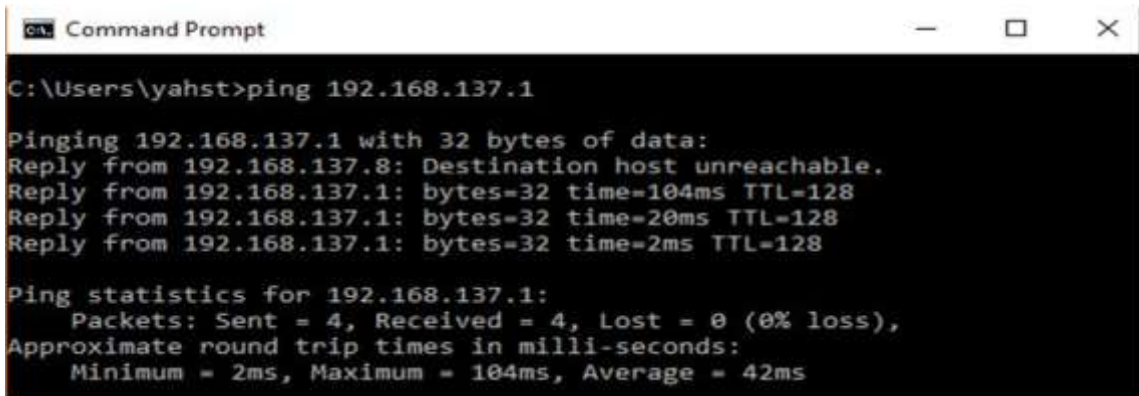 Command Prompt
C:\Users\yahst>ping 192.168.137.1
Pinging 192.168.137.1 with 32 bytes of data:
Reply from 192.168.137.8: Destination host unreachable.
Reply from 192.168.137.1: bytes=32 time=104ms TTL=128
Reply from 192.168.137.1: bytes=32 time=20ms TTL=128
Reply from 192.168.137.1: bytes=32 time=2ms TTL=128
Ping statistics for 192.168.137.1:
Packets: Sent = 4, Received = 4, Lost = 0 (0% loss),
Approximate round trip times in milli-seconds:
Minimum = 2ms, Maximum = 104ms, Average = 42ms